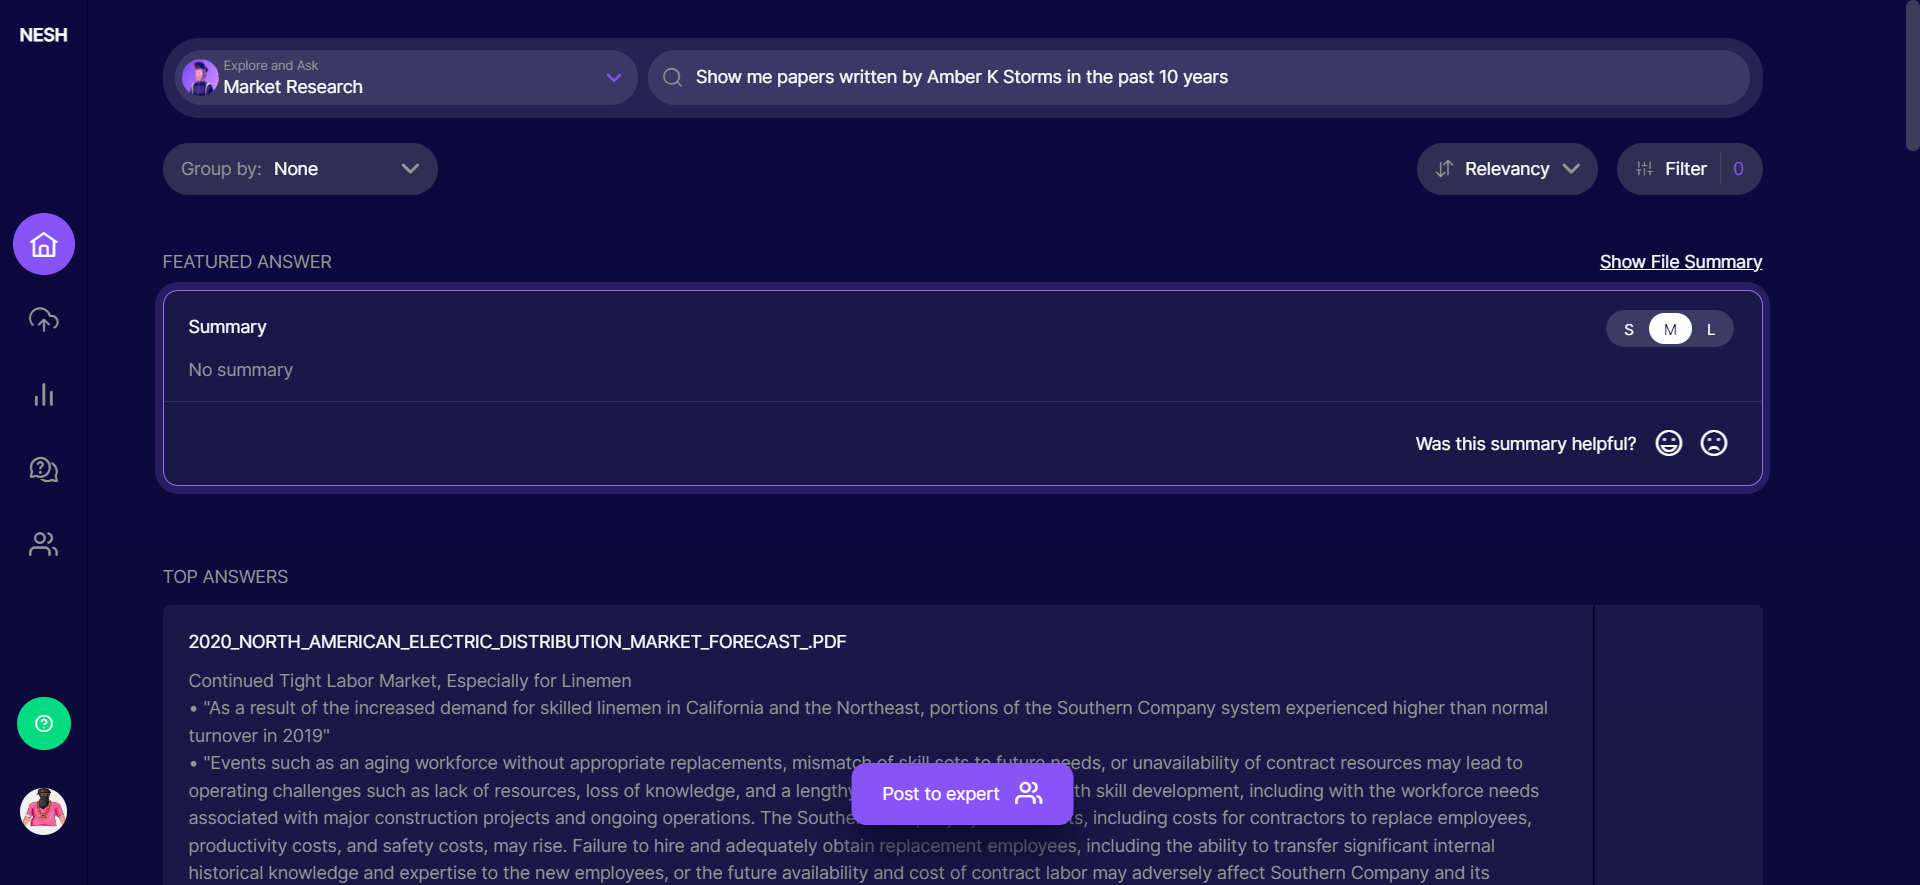 NESH
Explore and Ask
Market Research
Show me papers written by Amber K Storms in the past 10 years
Group by: None
Relevancy
Filter 0
FEATURED ANSWER
Show File Summary
Summary
S M L
No summary
Was this summary helpful?
TOP ANSWERS
2020_NORTH_AMERICAN_ELECTRIC_DISTRIBUTION_MARKET_FORECAST_.PDF
Continued Tight Labor Market, Especially for Linemen
• "As a result of the increased demand for skilled linemen in California and the Northeast, portions of the Southern Company system experienced higher than normal
turnover in 2019"
• "Events such as an aging workforce without appropriate replacements, mismatch of skill sets to future needs, or unavailability of contract resources may lead to
operating challenges such as lack of resources, loss of knowledge, and a lengthy th skill development, including with the workforce needs
associated with major construction projects and ongoing operations. The Southe ts, including costs for contractors to replace employees,
productivity costs, and safety costs, may rise. Failure to hire and adequately obtain replacement employees, including the ability to transfer significant internal
historical knowledge and expertise to the new employees, or the future availability and cost of contract labor may adversely affect Southern Company and its
Post to expert